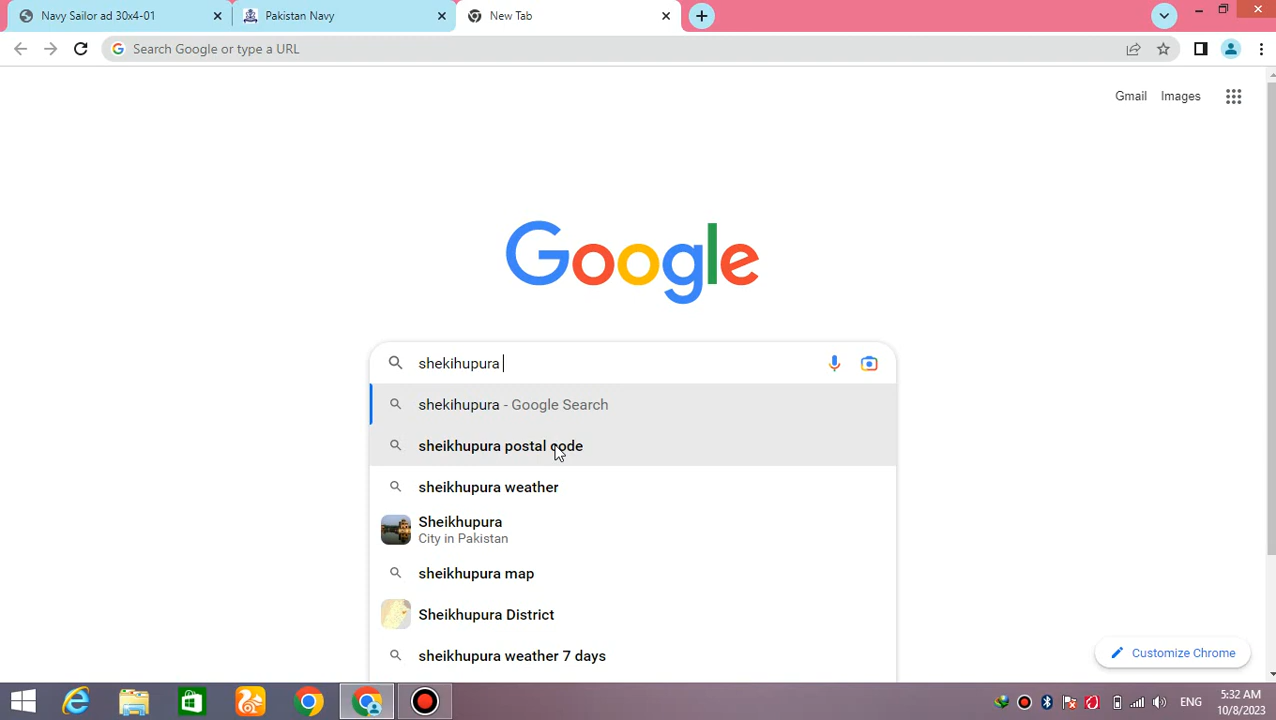 Navy Sailor ad 30x4-01
Pakistan Navy
New Tab
Search Google or type a URL
Gmail Images
Google
shekihupura
shekihupura - Google Search
sheikhupura postal code
sheikhupura weather
Sheikhupura
City in Pakistan
sheikhupura map
Sheikhupura District
sheikhupura weather 7 days
Customize Chrome
ENG
5:32 AM
10/8/2023